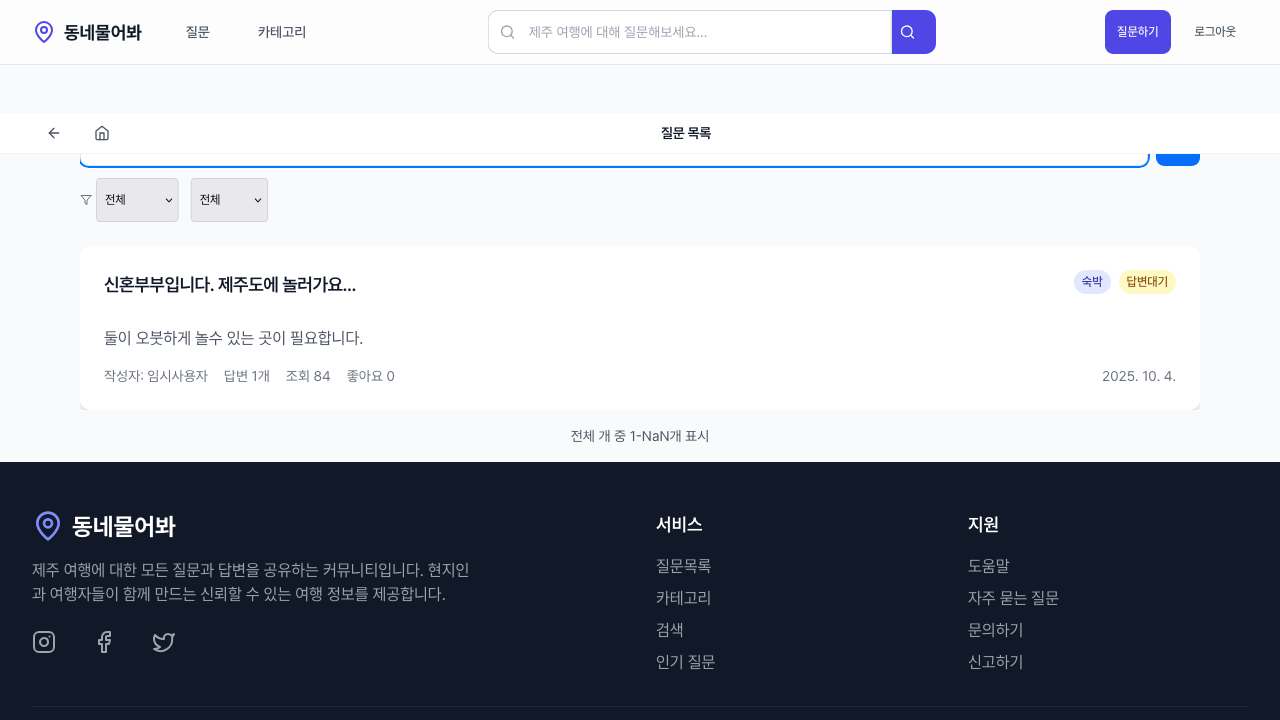 동네물어봐
질문
카테고리
제주 여행에 대해 질문해보세요...
질문하기
로그아웃
질문 목록
전체
전체
신혼부부입니다. 제주도에 놀러가요...
숙박
답변대기
둘이 오붓하게 놀수 있는 곳이 필요합니다.
작성자: 임시사용자 답변 1개 조회 84 좋아요 0
2025. 10. 4.
전체 개 중 1-NaN개 표시
동네물어봐
제주 여행에 대한 모든 질문과 답변을 공유하는 커뮤니티입니다. 현지인
과 여행자들이 함께 만드는 신뢰할 수 있는 여행 정보를 제공합니다.
서비스
질문목록
카테고리
검색
인기 질문
지원
도움말
자주 묻는 질문
문의하기
신고하기